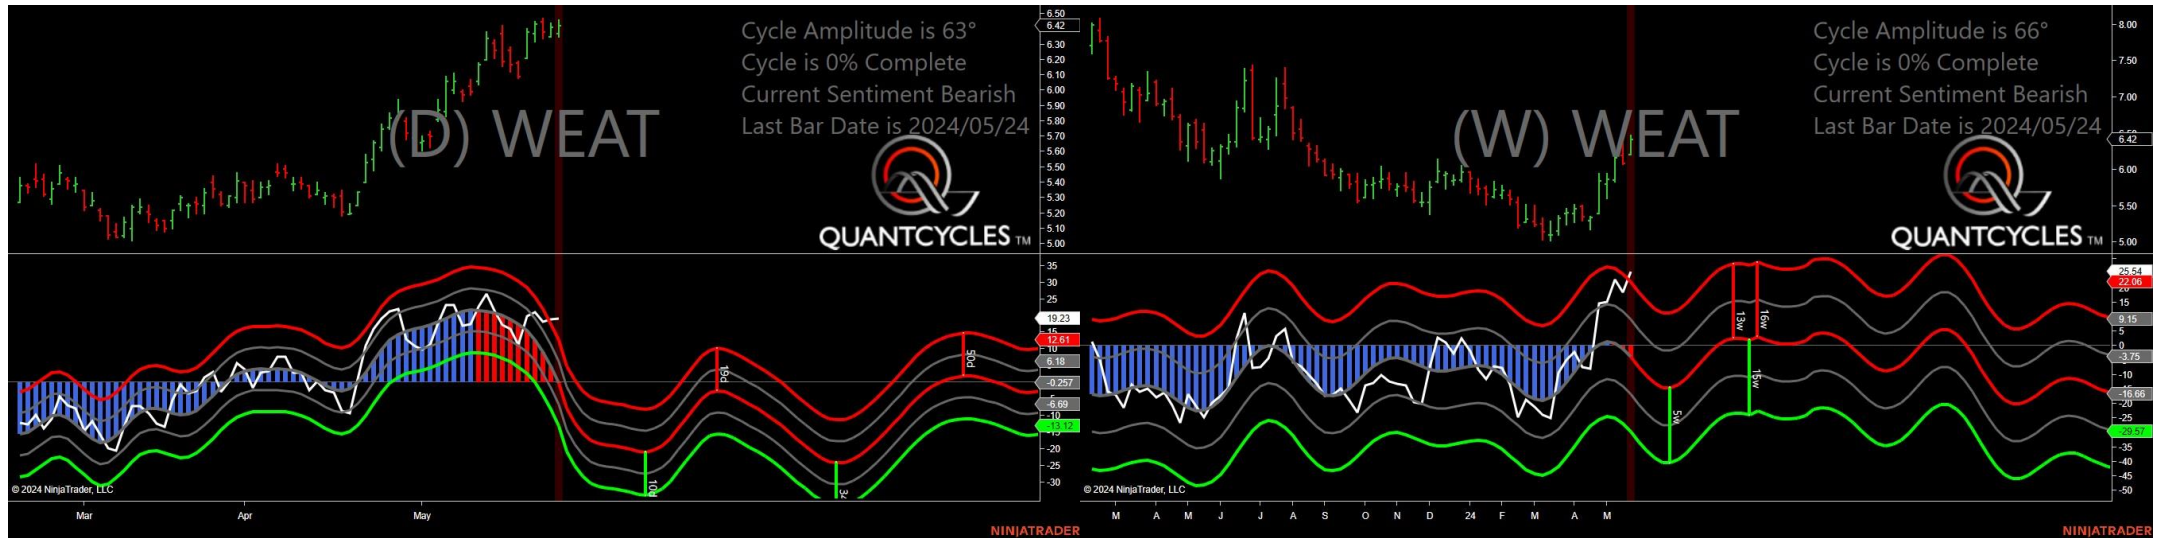 Cycle Amplitude is 63°
Cycle is 0% Complete
Current Sentiment Bearish
Last Bar Date is 2024/05/24
(D) WEAT
QUANTCYCLES TM
6.50
6.42
6.30
6.20
6.10
6.00
5.90
5.80
5.70
5.60
5.50
5.40
5.30
5.20
5.10
5.00
35
30
25
19.23
12.61
10
6.18
-0.257
-6.69
-10
-13.12
-20
-25
-30
10d
19d
50d
© 2024 NinjaTrader, LLC
Mar
Apr
May
NINJATRADER
Cycle Amplitude is 66°
Cycle is 0% Complete
Current Sentiment Bearish
Last Bar Date is 2024/05/24
(W) WEAT
QUANTCYCLES TM
8.00
7.50
7.00
6.42
6.00
5.50
5.00
25.54
22.06
15
9.15
5
0
-3.75
-10
-16.66
-20
-25
-29.57
-35
-40
-45
-50
13w
16w
15w
5w
© 2024 NinjaTrader, LLC
M
A
M
J
J
A
S
O
N
D
24
F
M
A
M
NINJATRADER